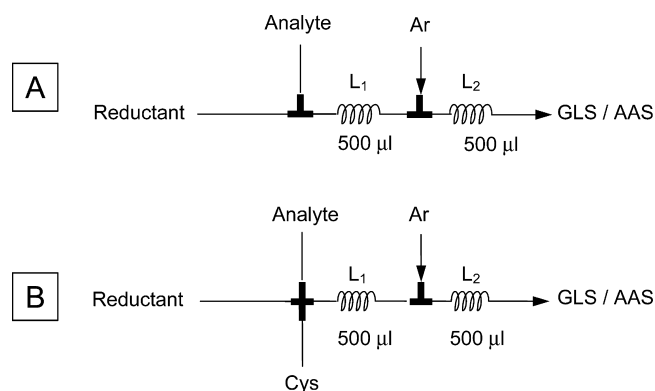 Analyte Ar
A
L₁ L₂
Reductant GLS / AAS
500 µl 500 µl
Analyte Ar
B
L₁ L₂
Reductant GLS / AAS
500 µl 500 µl
Cys